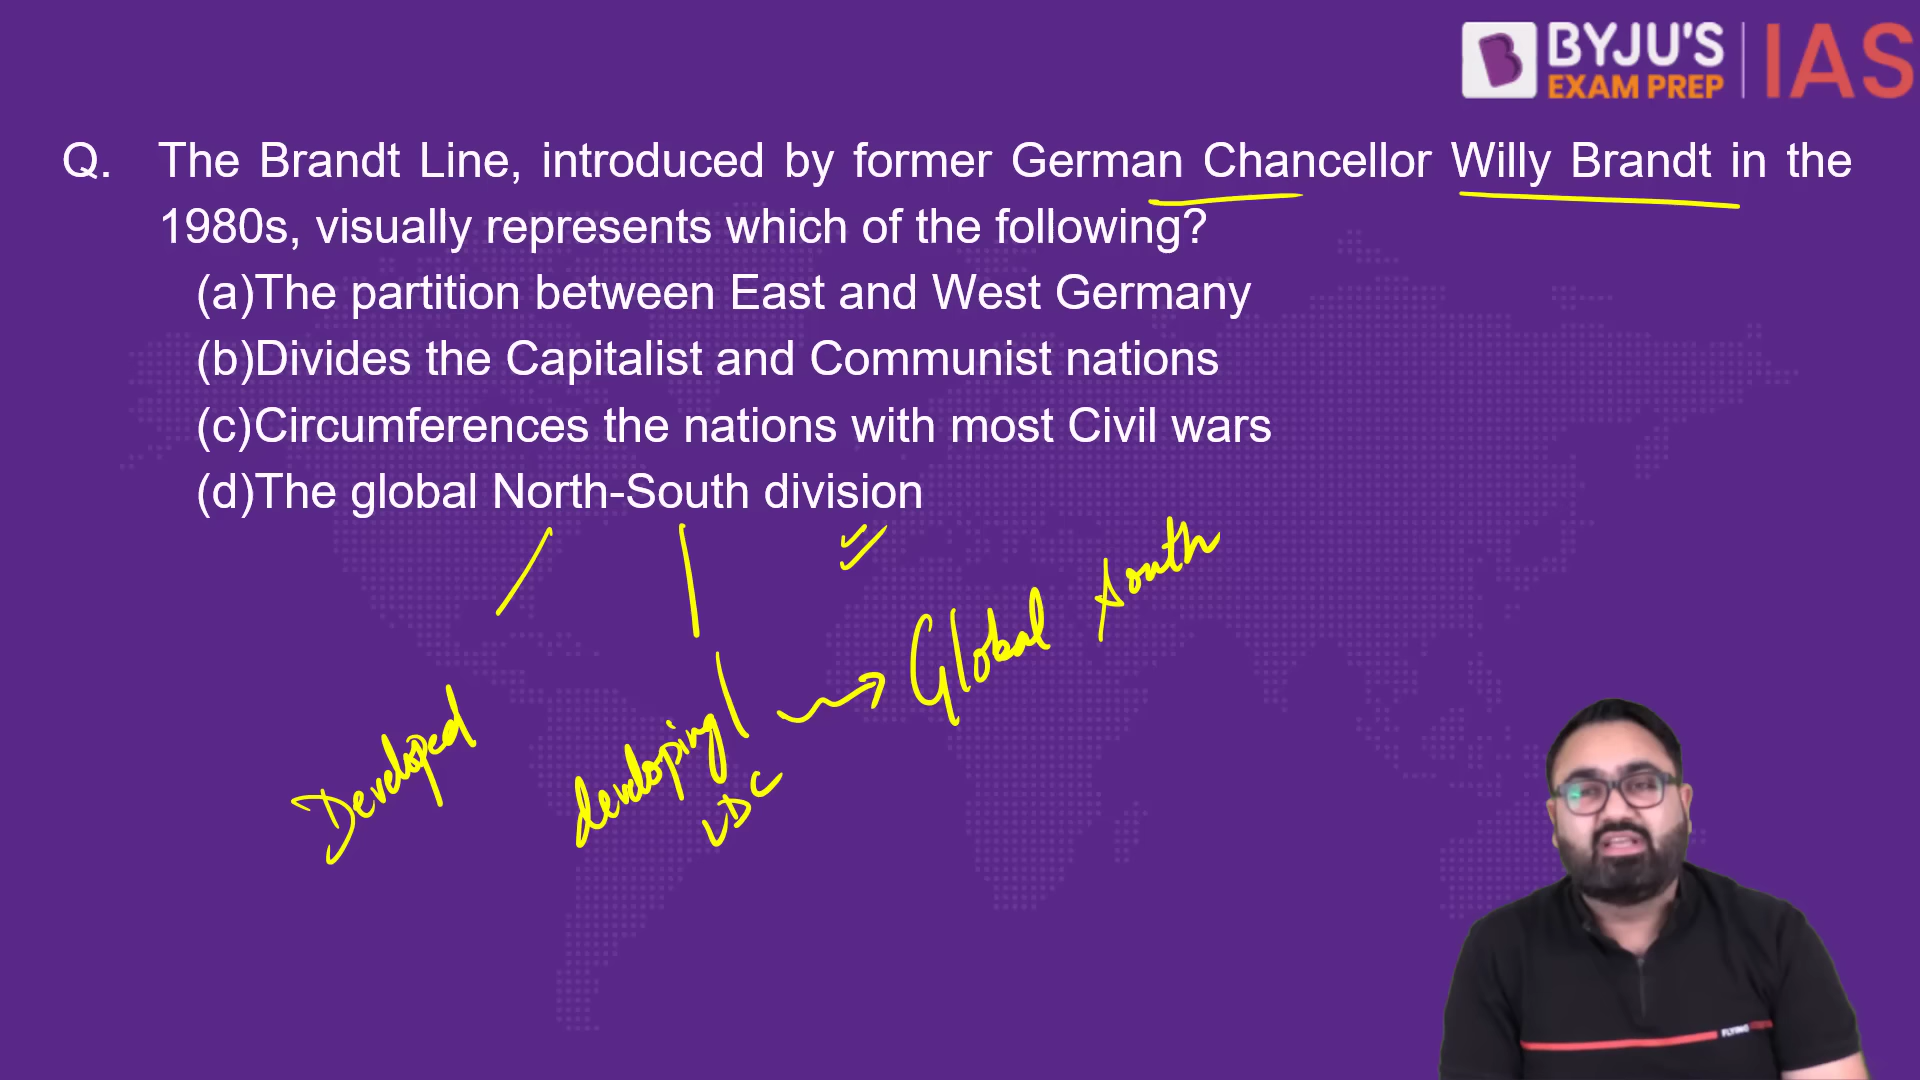 BYJU'S
EXAM PREP
IAS
Q. The Brandt Line, introduced by former German Chancellor Willy Brandt in the
1980s, visually represents which of the following?
(a)The partition between East and West Germany
(b)Divides the Capitalist and Communist nations
(c)Circumferences the nations with most Civil wars
(d)The global North-South division
Global South
Developed
developing
LDC
FLYING